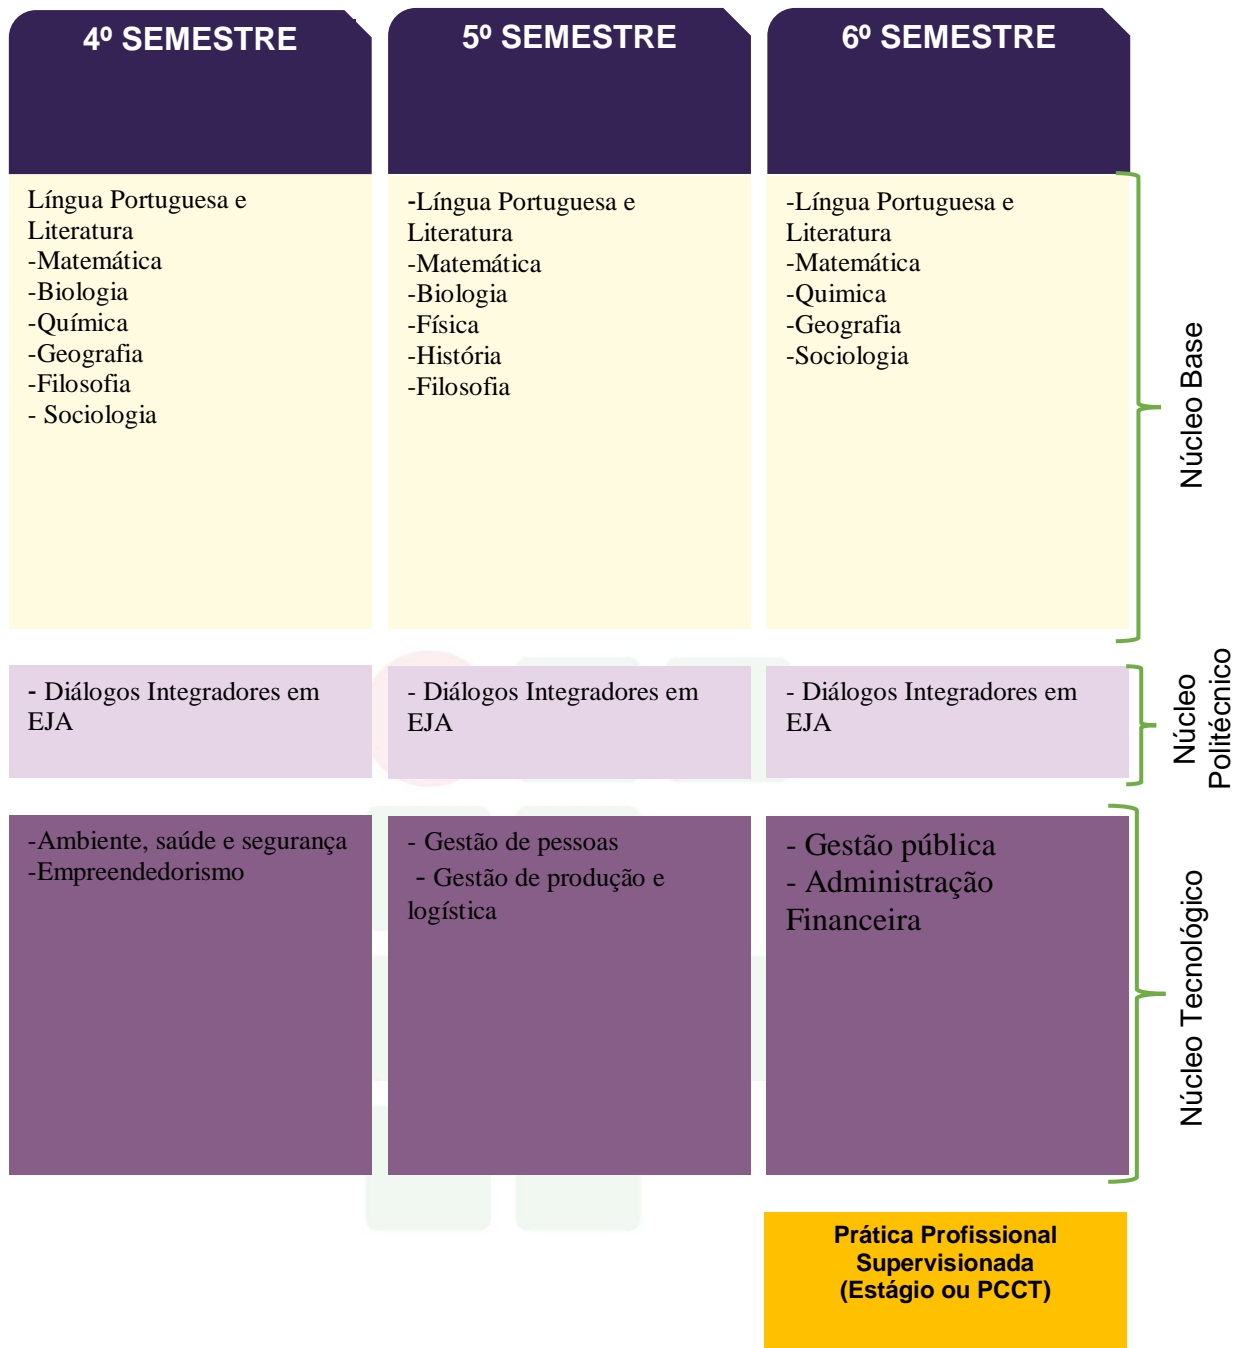 4º SEMESTRE
5º SEMESTRE
6º SEMESTRE
Língua Portuguesa e
Literatura
-Matemática
-Biologia
-Química
-Geografia
-Filosofia
- Sociologia
-Língua Portuguesa e
Literatura
-Matemática
-Biologia
-Física
-História
-Filosofia
-Língua Portuguesa e
Literatura
-Matemática
-Quimica
-Geografia
-Sociologia
Núcleo Base
- Diálogos Integradores em
EJA
- Diálogos Integradores em
EJA
- Diálogos Integradores em
EJA
Núcleo
Politécnico
-Ambiente, saúde e segurança
-Empreendedorismo
- Gestão de pessoas
- Gestão de produção e
logística
- Gestão pública
- Administração
Financeira
Núcleo Tecnológico
Prática Profissional
Supervisionada
(Estágio ou PCCT)